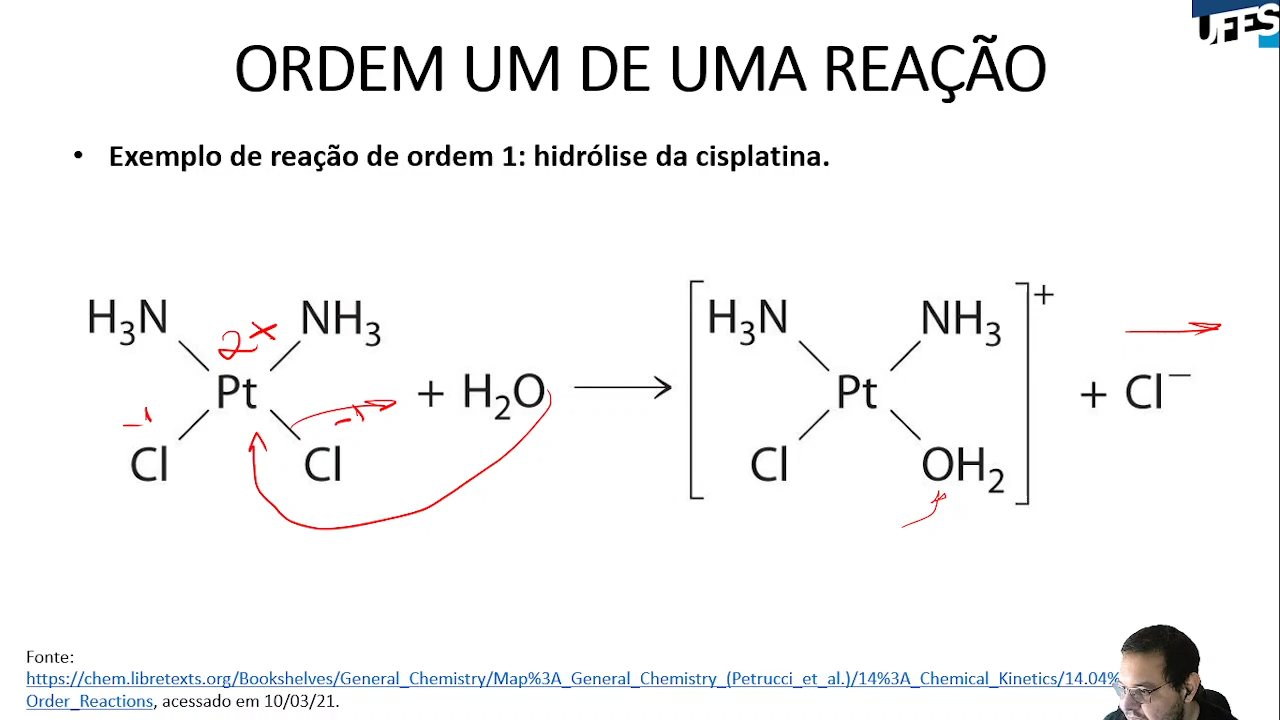 UFES
ORDEM UM DE UMA REAÇÃO
• Exemplo de reação de ordem 1: hidrólise da cisplatina.
H₃N NH₃ H₃N NH₃ +
2+
Pt + H₂O Pt + Cl⁻
-1 -1
Cl Cl Cl OH₂
Fonte:
https://chem.libretexts.org/Bookshelves/General_Chemistry/Map%3A_General_Chemistry_(Petrucci_et_al.)/14%3A_Chemical_Kinetics/14.04%
Order_Reactions, acessado em 10/03/21.